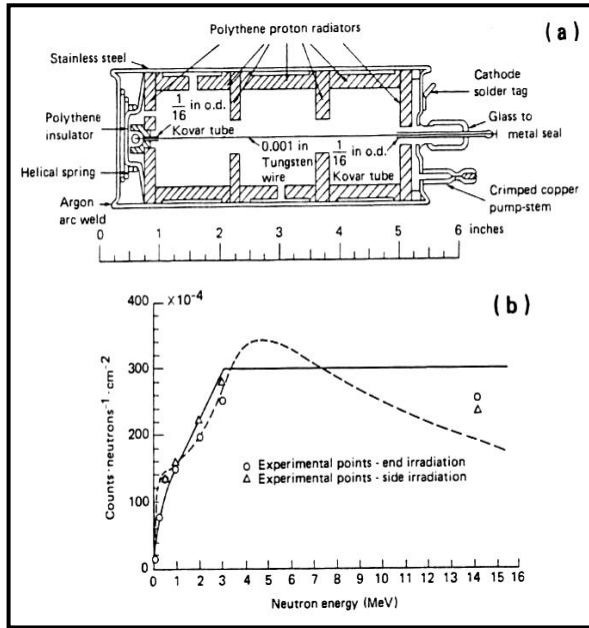 Polythene proton radiators
(a)
Stainless steel
Cathode
solder tag
Polythene
insulator
1/16 in o.d.
Kovar tube
Glass to
metal seal
0.001 in
Tungsten
wire
1/16 in o.d.
Kovar tube
Helical spring
Argon
arc weld
Crimped copper
pump-stem
0 1 2 3 4 5 6 inches
×10⁻⁴
(b)
400
300
200
100
0
Counts·neutrons⁻¹·cm⁻²
○ Experimental points - end irradiation
△ Experimental points - side irradiation
0 1 2 3 4 5 6 7 8 9 10 11 12 13 14 15 16
Neutron energy (MeV)